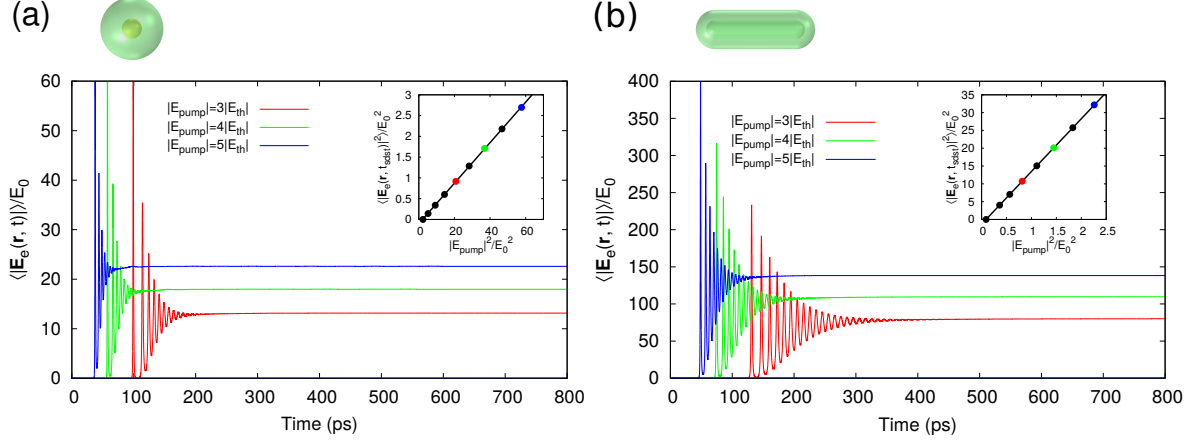 (a)
60
50
40
30
20
10
0
0 100 200 300 400 500 600 700 800
Time (ps)
⟨|E_e(r, t)|⟩/E_0
|E_pump|=3|E_th|
|E_pump|=4|E_th|
|E_pump|=5|E_th|
3
2.5
2
1.5
1
0.5
0
0 20 40 60
|E_pump|^2/E_0^2
⟨|E_e(r, t_sdst)|^2⟩/E_0^2
(b)
400
350
300
250
200
150
100
50
0
0 100 200 300 400 500 600 700 800
Time (ps)
⟨|E_e(r, t)|⟩/E_0
|E_pump|=3|E_th|
|E_pump|=4|E_th|
|E_pump|=5|E_th|
35
30
25
20
15
10
5
0
0 0.5 1 1.5 2 2.5
|E_pump|^2/E_0^2
⟨|E_e(r, t_sdst)|^2⟩/E_0^2